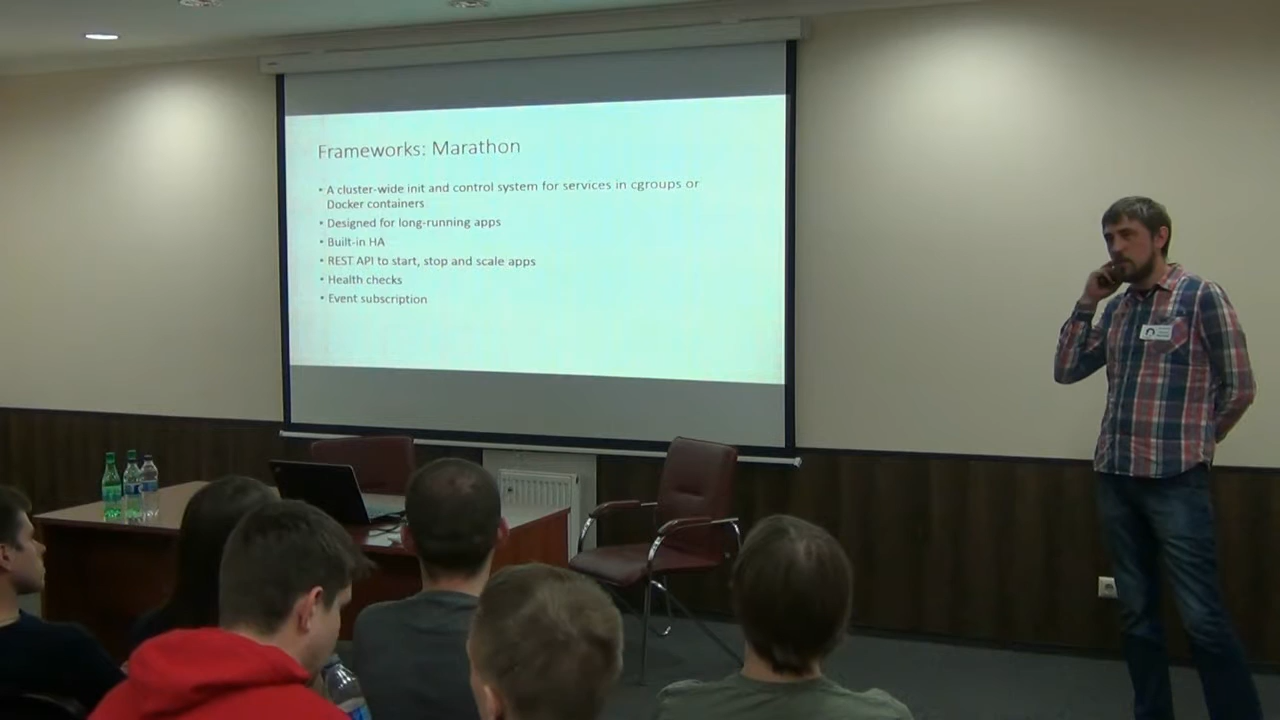 Frameworks: Marathon
• A cluster-wide init and control system for services in cgroups or
Docker containers
• Designed for long-running apps
• Built-in HA
• REST API to start, stop and scale apps
• Health checks
• Event subscription